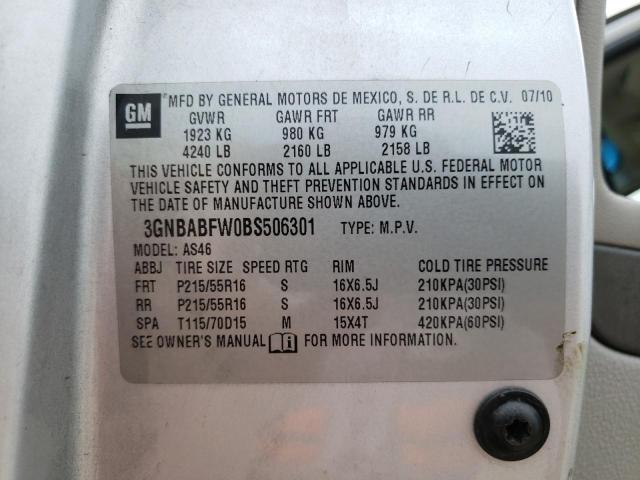 GM
MFD BY GENERAL MOTORS DE MEXICO, S. DE R.L. DE C.V. 07/10
GVWR GAWR FRT GAWR RR
1923 KG 980 KG 979 KG
4240 LB 2160 LB 2158 LB
THIS VEHICLE CONFORMS TO ALL APPLICABLE U.S. FEDERAL MOTOR
VEHICLE SAFETY AND THEFT PREVENTION STANDARDS IN EFFECT ON
THE DATE OF MANUFACTURE SHOWN ABOVE.
3GNBABFW0BS506301 TYPE: M.P.V.
MODEL: AS46
ABBJ TIRE SIZE SPEED RTG RIM COLD TIRE PRESSURE
FRT P215/55R16 S 16X6.5J 210KPA(30PSI)
RR P215/55R16 S 16X6.5J 210KPA(30PSI)
SPA T115/70D15 M 15X4T 420KPA(60PSI)
SEE OWNER'S MANUAL FOR MORE INFORMATION.